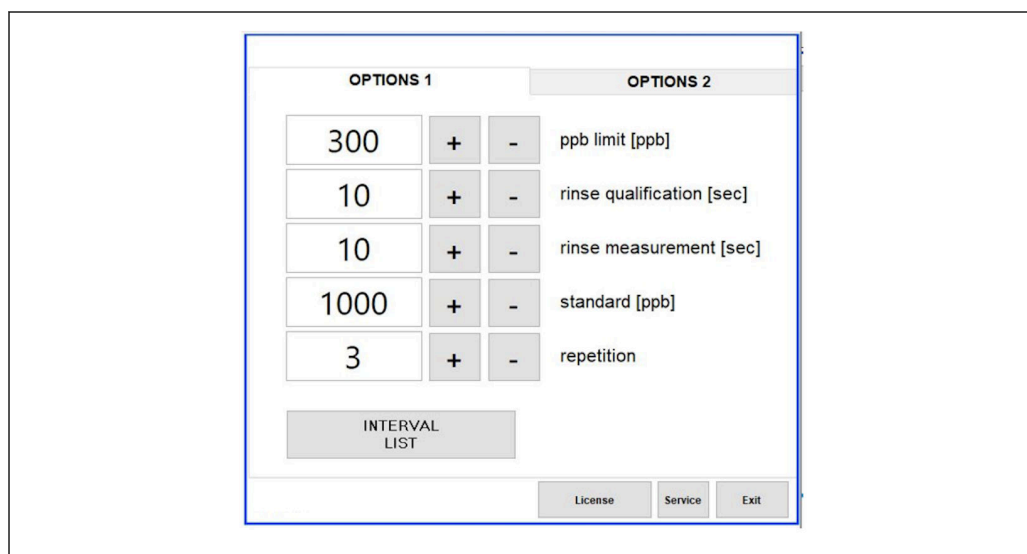 OPTIONS 1 OPTIONS 2
300 + - ppb limit [ppb]
10 + - rinse qualification [sec]
10 + - rinse measurement [sec]
1000 + - standard [ppb]
3 + - repetition
INTERVAL
LIST
License Service Exit